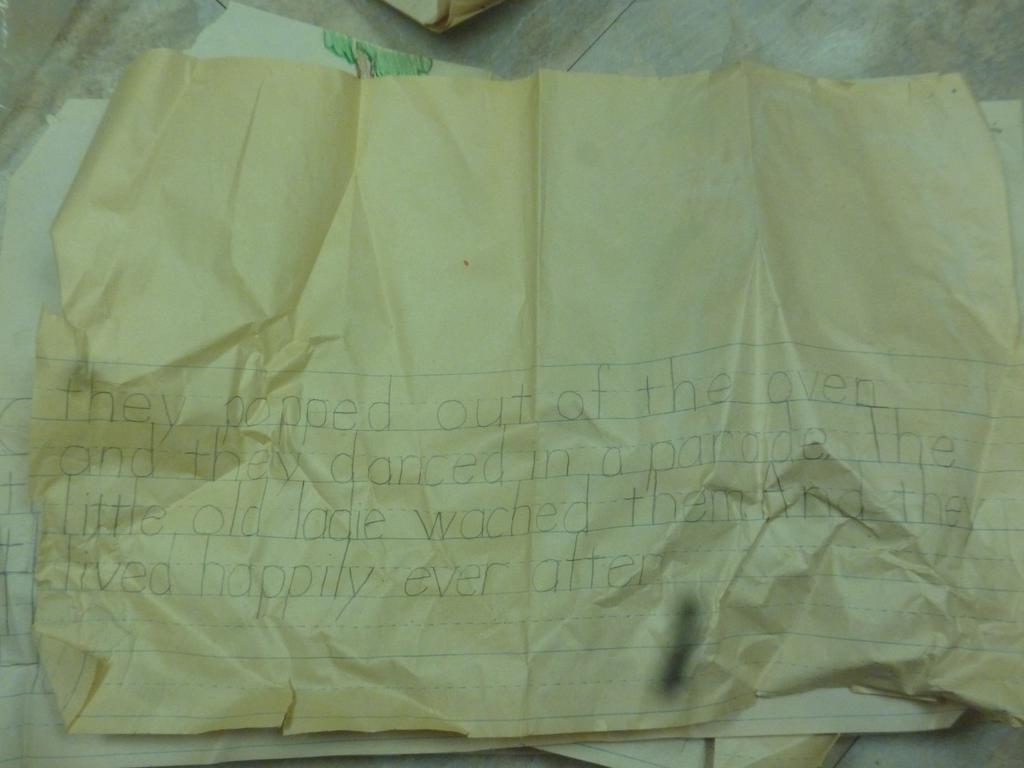 they popped out of the oven
and they danced in a parade. The
little old ladie wached them. And the
lived happily ever after